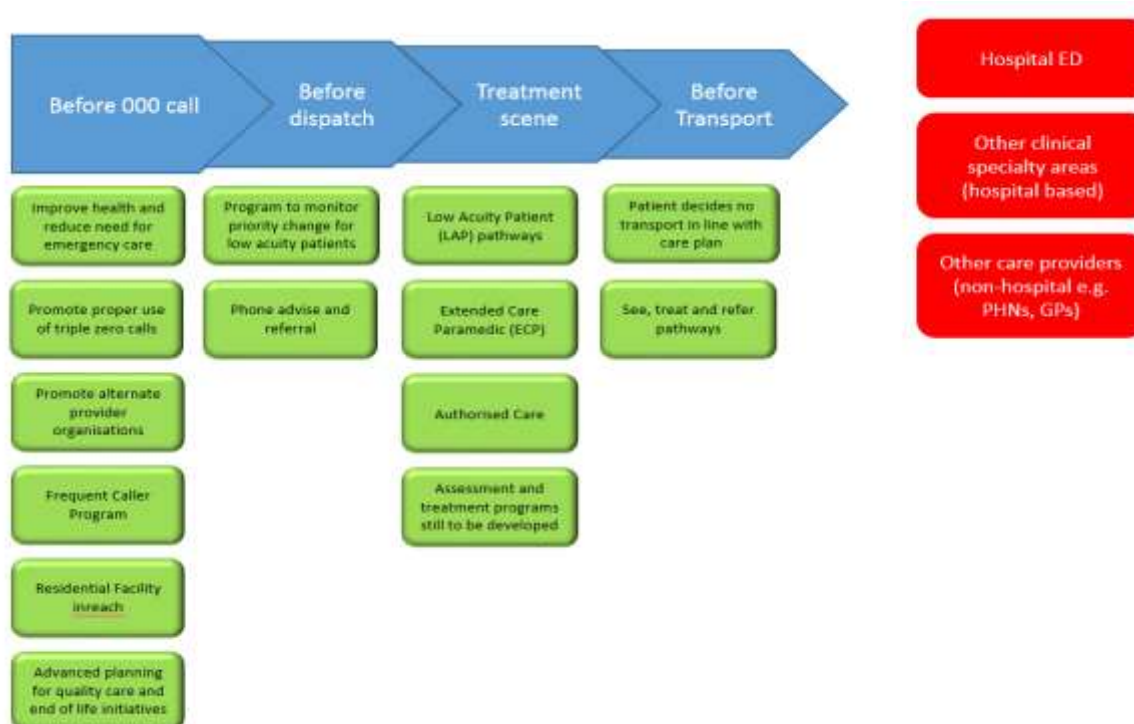 Before 000 call
Before
dispatch
Treatment
scene
Before
Transport
Improve health and
reduce need for
emergency care
Promote proper use
of triple zero calls
Promote alternate
provider
organisations
Frequent Caller
Program
Residential Facility
inreach
Advanced planning
for quality care and
end of life initiatives
Program to monitor
priority change for
low acuity patients
Phone advise and
referral
Low Acuity Patient
(LAP) pathways
Extended Care
Paramedic (ECP)
Authorised Care
Assessment and
treatment programs
still to be developed
Patient decides no
transport in line with
care plan
See, treat and refer
pathways
Hospital ED
Other clinical
specialty areas
(hospital based)
Other care providers
(non-hospital e.g.
PHNs, GPs)